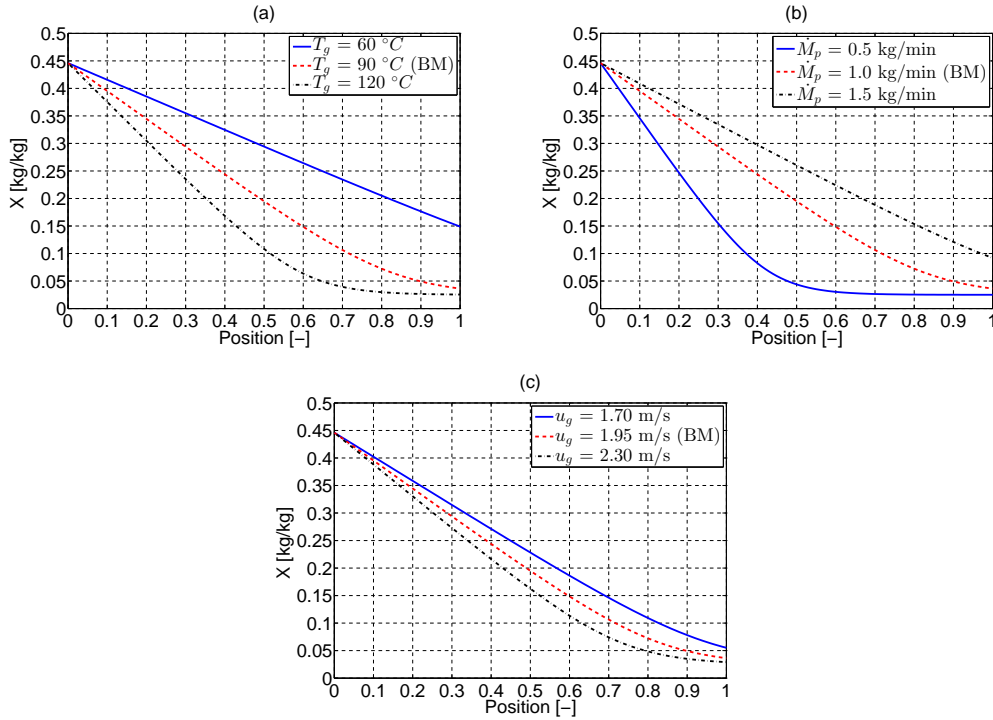 (a)
0.5
0.45
0.4
0.35
0.3
0.25
0.2
0.15
0.1
0.05
0
X [kg/kg]
T_g = 60 °C
T_g = 90 °C (BM)
T_g = 120 °C
0 0.1 0.2 0.3 0.4 0.5 0.6 0.7 0.8 0.9 1
Position [−]
(b)
0.5
0.45
0.4
0.35
0.3
0.25
0.2
0.15
0.1
0.05
0
X [kg/kg]
Ṁ_p = 0.5 kg/min
Ṁ_p = 1.0 kg/min (BM)
Ṁ_p = 1.5 kg/min
0 0.1 0.2 0.3 0.4 0.5 0.6 0.7 0.8 0.9 1
Position [−]
(c)
0.5
0.45
0.4
0.35
0.3
0.25
0.2
0.15
0.1
0.05
0
X [kg/kg]
u_g = 1.70 m/s
u_g = 1.95 m/s (BM)
u_g = 2.30 m/s
0 0.1 0.2 0.3 0.4 0.5 0.6 0.7 0.8 0.9 1
Position [−]